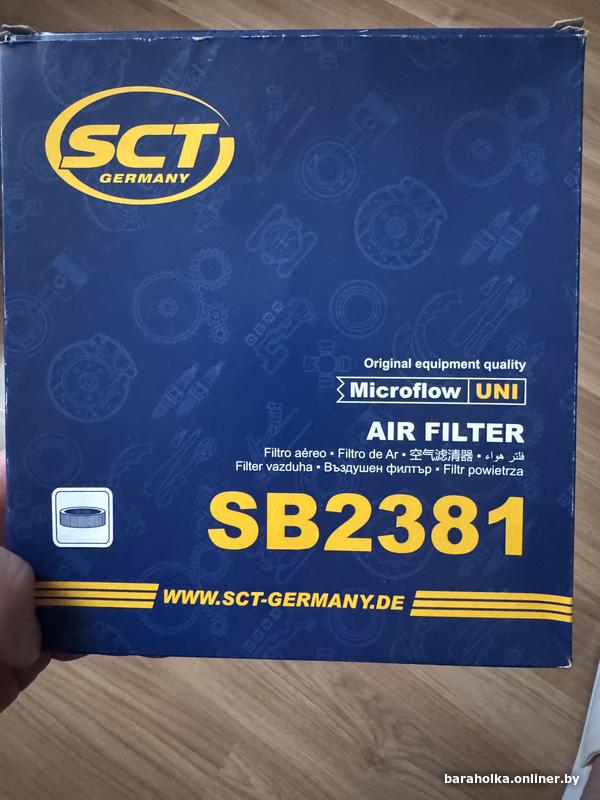 SCT
GERMANY
Original equipment quality
Microflow UNI
AIR FILTER
Filtro aéreo ▪ Filtro de Ar ▪ 空气滤清器 ▪ فلتر هواء
Filter vazduha ▪ Въздушен филтър ▪ Filtr powietrza
SB2381
WWW.SCT-GERMANY.DE
baraholka.onliner.by